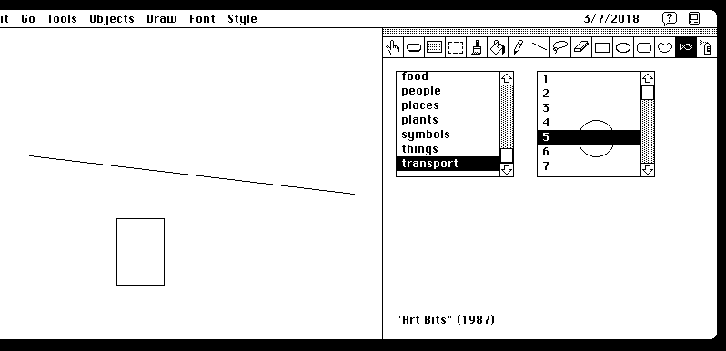 it Go Tools Objects Draw Font Style 3/7/2018
food
people
places
plants
symbols
things
transport
1
2
3
4
5
6
7
"Art Bits" (1987)